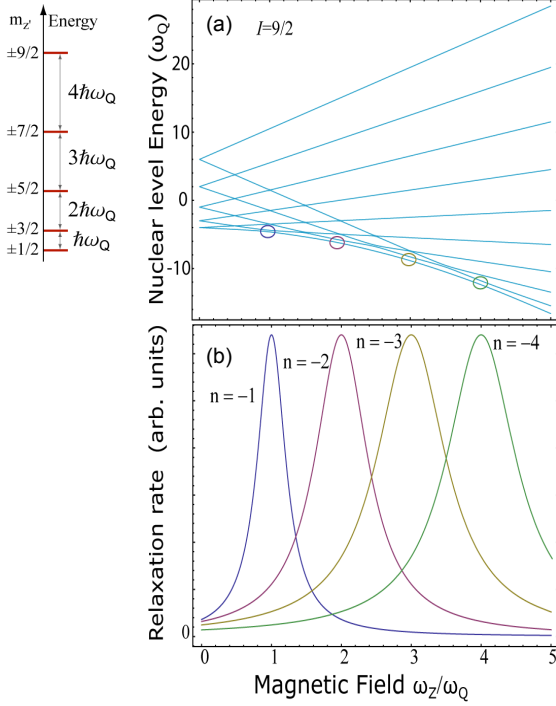 m_z' Energy
±9/2
4ℏω_Q
±7/2
3ℏω_Q
±5/2
2ℏω_Q
±3/2
ℏω_Q
±1/2
(a) I=9/2
Nuclear level Energy (ω_Q)
20
10
0
-10
(b)
n = -1
n = -2
n = -3
n = -4
Relaxation rate (arb. units)
0
0 1 2 3 4 5
Magnetic Field ω_Z/ω_Q